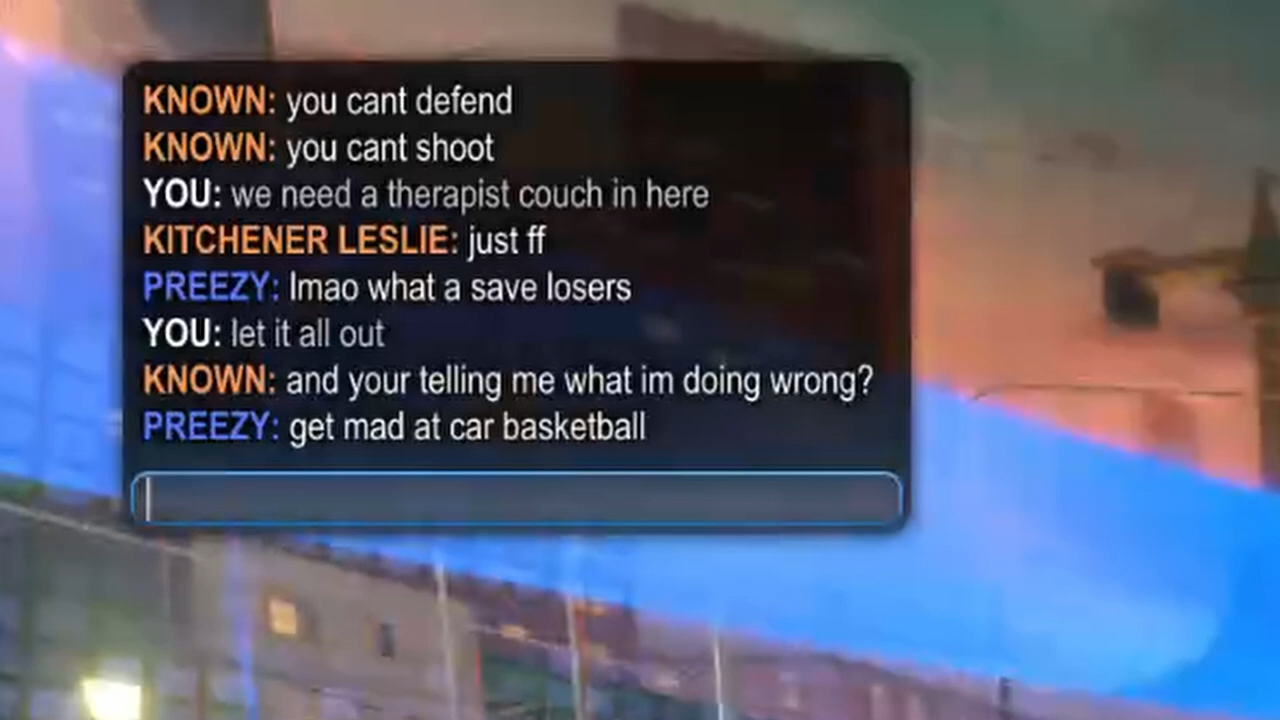 KNOWN: you cant defend
KNOWN: you cant shoot
YOU: we need a therapist couch in here
KITCHENER LESLIE: just ff
PREEZY: lmao what a save losers
YOU: let it all out
KNOWN: and your telling me what im doing wrong?
PREEZY: get mad at car basketball